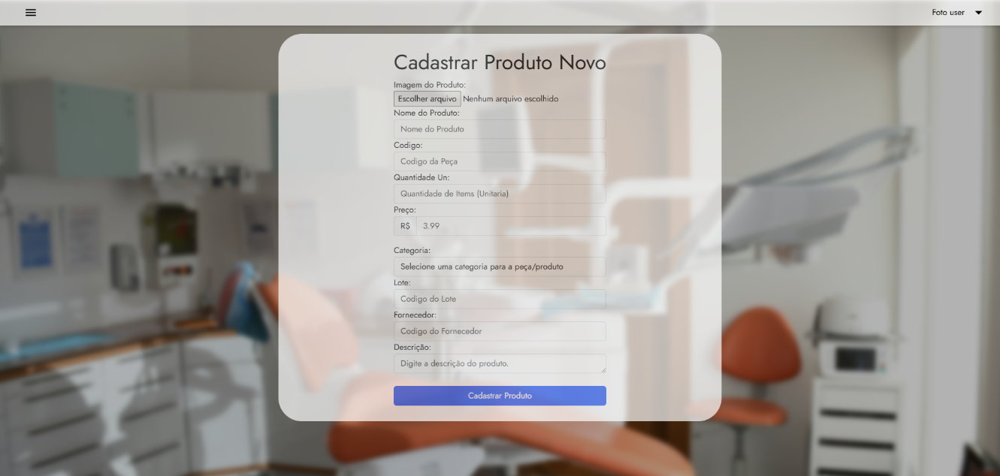 Foto user
Cadastrar Produto Novo
Imagem do Produto:
Escolher arquivo Nenhum arquivo escolhido
Nome do Produto:
Nome do Produto
Codigo:
Codigo da Peça
Quantidade Un:
Quantidade de Items (Unitaria)
Preço:
R$ 3.99
Categoria:
Selecione uma categoria para a peça/produto
Lote:
Codigo do Lote
Fornecedor:
Codigo do Fornecedor
Descrição:
Digite a descrição do produto.
Cadastrar Produto